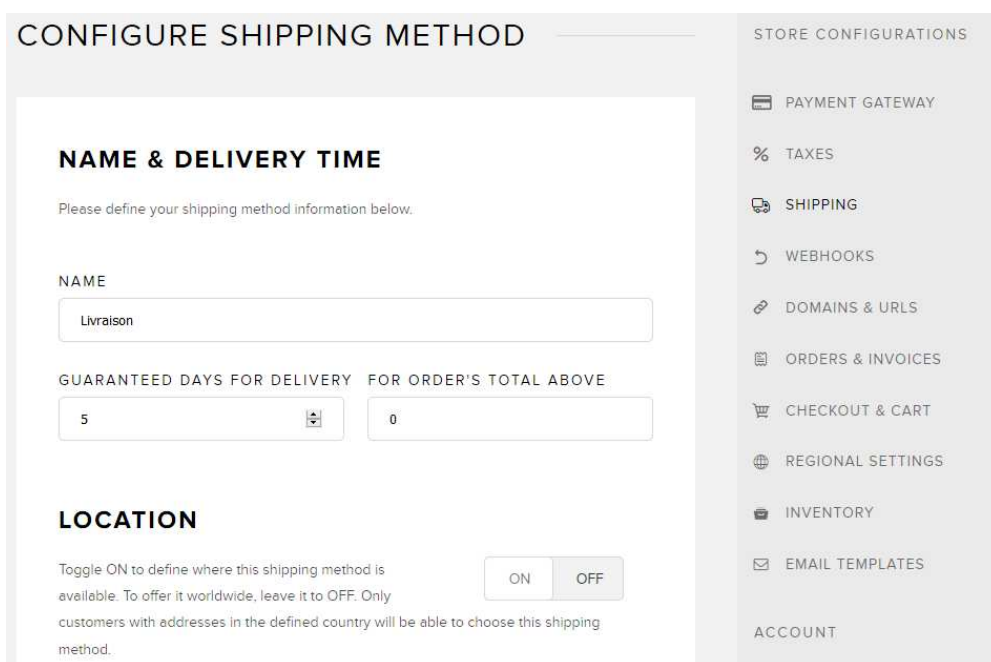 CONFIGURE SHIPPING METHOD
NAME & DELIVERY TIME
Please define your shipping method information below.
NAME
Livraison
GUARANTEED DAYS FOR DELIVERY
FOR ORDER'S TOTAL ABOVE
5
0
LOCATION
Toggle ON to define where this shipping method is
available. To offer it worldwide, leave it to OFF. Only
customers with addresses in the defined country will be able to choose this shipping
method.
ON
OFF
STORE CONFIGURATIONS
PAYMENT GATEWAY
% TAXES
SHIPPING
WEBHOOKS
DOMAINS & URLS
ORDERS & INVOICES
CHECKOUT & CART
REGIONAL SETTINGS
INVENTORY
EMAIL TEMPLATES
ACCOUNT